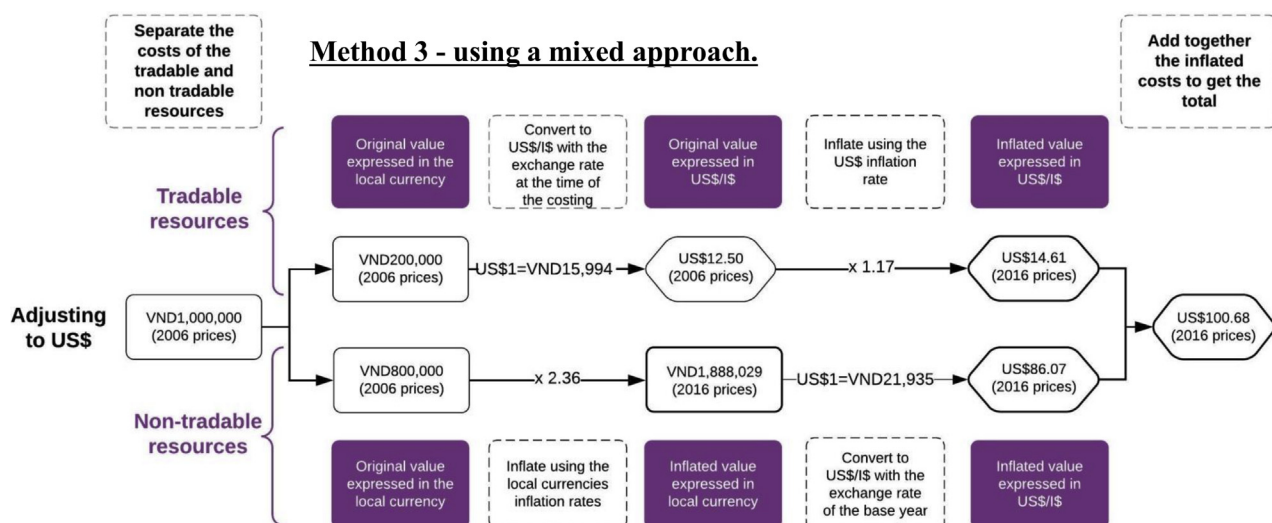 Separate the
costs of the
tradable and
non tradable
resources
Method 3 - using a mixed approach.
Add together
the inflated
costs to get the
total
Original value
expressed in the
local currency
Convert to
US$/I$ with the
exchange rate
at the time of
the costing
Original value
expressed in
US$/I$
Inflate using the
US$ inflation
rate
Inflated value
expressed in
US$/I$
Tradable
resources
VND200,000
(2006 prices)
US$1=VND15,994
US$12.50
(2006 prices)
x 1.17
US$14.61
(2016 prices)
Adjusting
to US$
VND1,000,000
(2006 prices)
US$100.68
(2016 prices)
VND800,000
(2006 prices)
x 2.36
VND1,888,029
(2016 prices)
US$1=VND21,935
US$86.07
(2016 prices)
Non-tradable
resources
Original value
expressed in the
local currency
Inflate using the
local currencies
inflation rates
Inflated value
expressed in
local currency
Convert to
US$/I$ with the
exchange rate
of the base year
Inflated value
expressed in
US$/I$